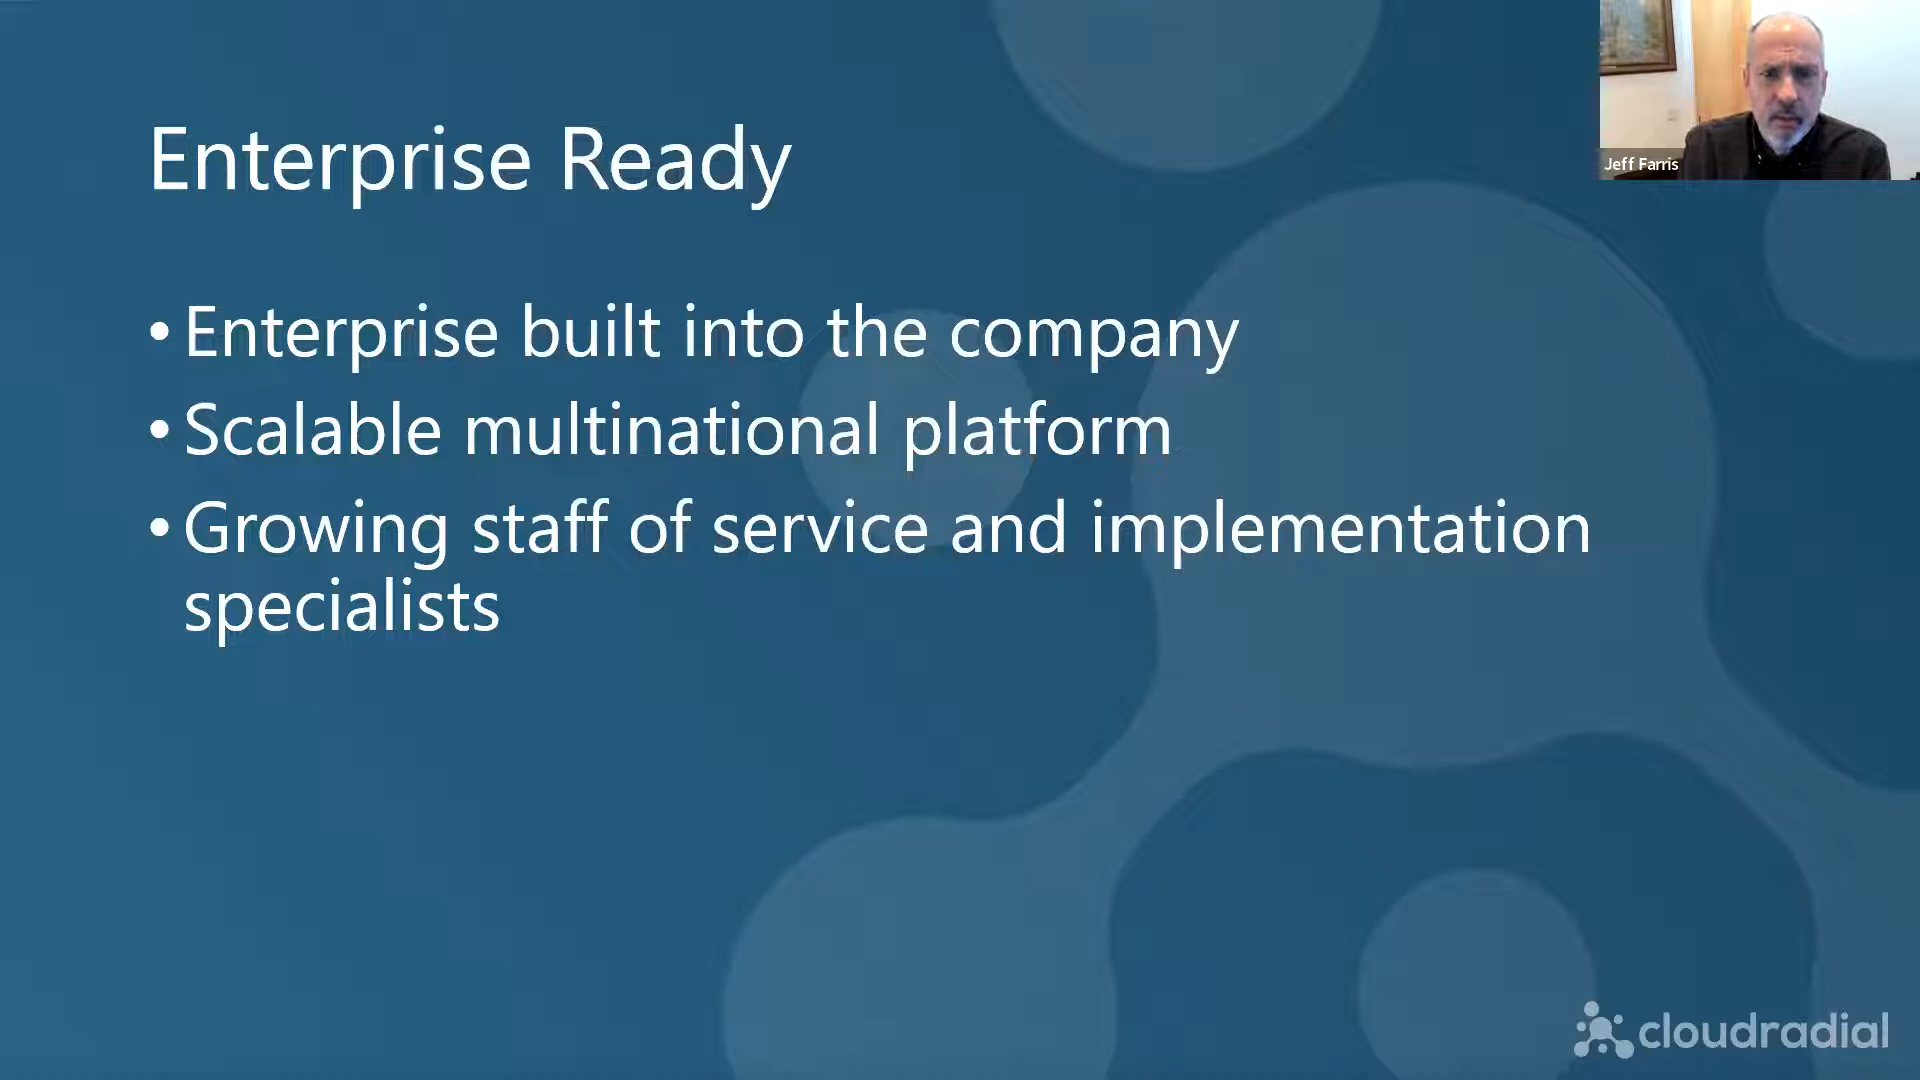 Enterprise Ready
• Enterprise built into the company
• Scalable multinational platform
• Growing staff of service and implementation
specialists
Jeff Farris
cloudradial